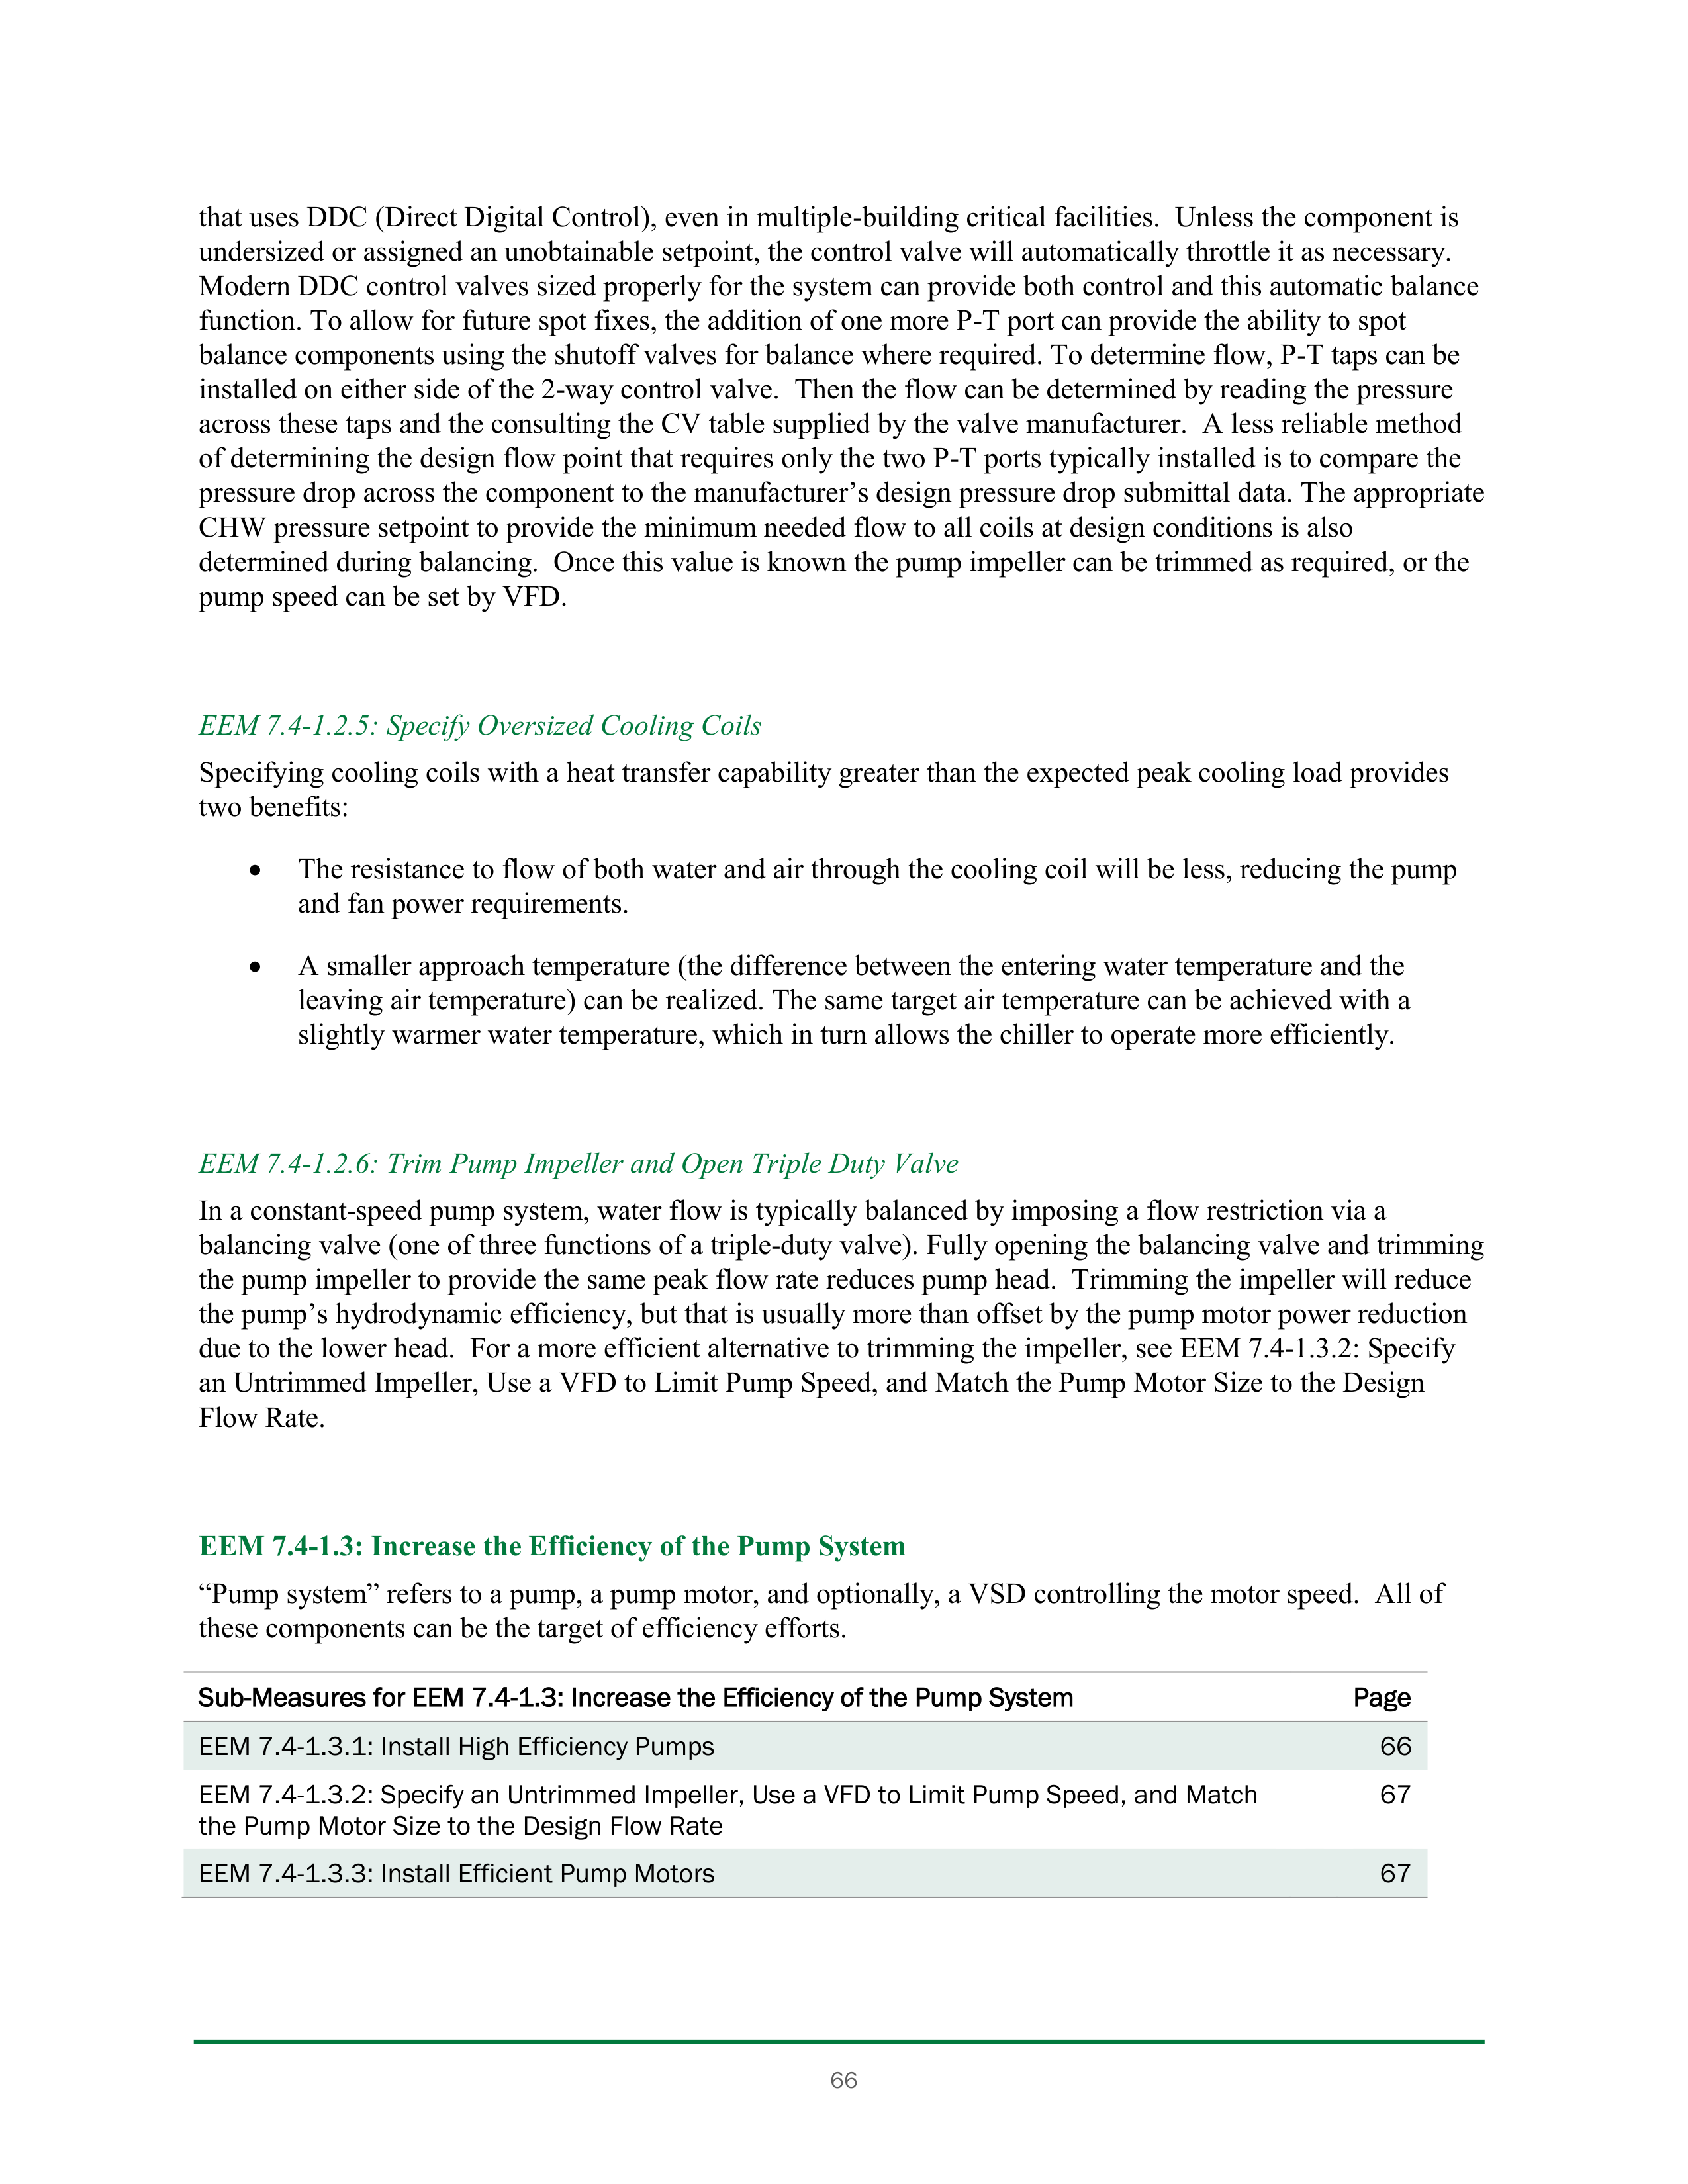 that uses DDC (Direct Digital Control), even in multiple-building critical facilities.  Unless the component is
undersized or assigned an unobtainable setpoint, the control valve will automatically throttle it as necessary.
Modern DDC control valves sized properly for the system can provide both control and this automatic balance
function. To allow for future spot fixes, the addition of one more P-T port can provide the ability to spot
balance components using the shutoff valves for balance where required. To determine flow, P-T taps can be
installed on either side of the 2-way control valve.  Then the flow can be determined by reading the pressure
across these taps and the consulting the CV table supplied by the valve manufacturer.  A less reliable method
of determining the design flow point that requires only the two P-T ports typically installed is to compare the
pressure drop across the component to the manufacturer’s design pressure drop submittal data. The appropriate
CHW pressure setpoint to provide the minimum needed flow to all coils at design conditions is also
determined during balancing.  Once this value is known the pump impeller can be trimmed as required, or the
pump speed can be set by VFD.
EEM 7.4-1.2.5: Specify Oversized Cooling Coils
Specifying cooling coils with a heat transfer capability greater than the expected peak cooling load provides
two benefits:
• The resistance to flow of both water and air through the cooling coil will be less, reducing the pump
and fan power requirements.
• A smaller approach temperature (the difference between the entering water temperature and the
leaving air temperature) can be realized. The same target air temperature can be achieved with a
slightly warmer water temperature, which in turn allows the chiller to operate more efficiently.
EEM 7.4-1.2.6: Trim Pump Impeller and Open Triple Duty Valve
In a constant-speed pump system, water flow is typically balanced by imposing a flow restriction via a
balancing valve (one of three functions of a triple-duty valve). Fully opening the balancing valve and trimming
the pump impeller to provide the same peak flow rate reduces pump head.  Trimming the impeller will reduce
the pump’s hydrodynamic efficiency, but that is usually more than offset by the pump motor power reduction
due to the lower head.  For a more efficient alternative to trimming the impeller, see EEM 7.4-1.3.2: Specify
an Untrimmed Impeller, Use a VFD to Limit Pump Speed, and Match the Pump Motor Size to the Design
Flow Rate.
EEM 7.4-1.3: Increase the Efficiency of the Pump System
“Pump system” refers to a pump, a pump motor, and optionally, a VSD controlling the motor speed.  All of
these components can be the target of efficiency efforts.
Sub-Measures for EEM 7.4-1.3: Increase the Efficiency of the Pump System Page
EEM 7.4-1.3.1: Install High Efficiency Pumps 66
EEM 7.4-1.3.2: Specify an Untrimmed Impeller, Use a VFD to Limit Pump Speed, and Match 67
the Pump Motor Size to the Design Flow Rate
EEM 7.4-1.3.3: Install Efficient Pump Motors 67
66